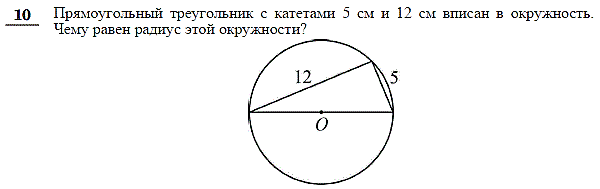 10 Прямоугольный треугольник с катетами 5 см и 12 см вписан в окружность.
Чему равен радиус этой окружности?
12
5
O